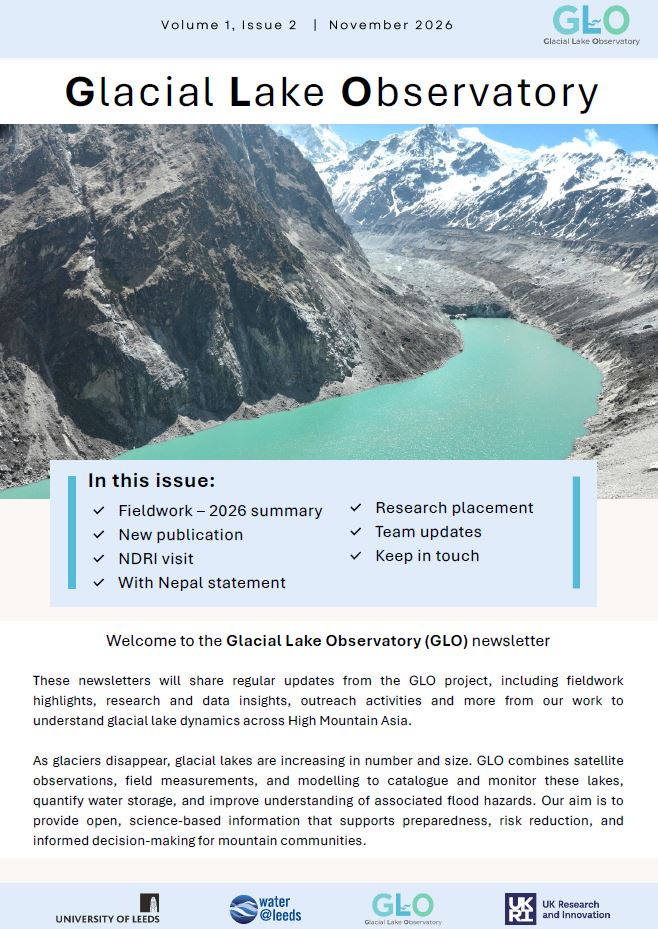 Volume 1, Issue 2 | November 2026
GLO
Glacial Lake Observatory
Glacial Lake Observatory
In this issue:
Fieldwork – 2026 summary
New publication
NDRI visit
With Nepal statement
Research placement
Team updates
Keep in touch
Welcome to the Glacial Lake Observatory (GLO) newsletter
These newsletters will share regular updates from the GLO project, including fieldwork
highlights, research and data insights, outreach activities and more from our work to
understand glacial lake dynamics across High Mountain Asia.
As glaciers disappear, glacial lakes are increasing in number and size. GLO combines satellite
observations, field measurements, and modelling to catalogue and monitor these lakes,
quantify water storage, and improve understanding of associated flood hazards. Our aim is to
provide open, science-based information that supports preparedness, risk reduction, and
informed decision-making for mountain communities.
UNIVERSITY OF LEEDS
water
@leeds
GLO
Glacial Lake Observatory
UKRI
UK Research
and Innovation